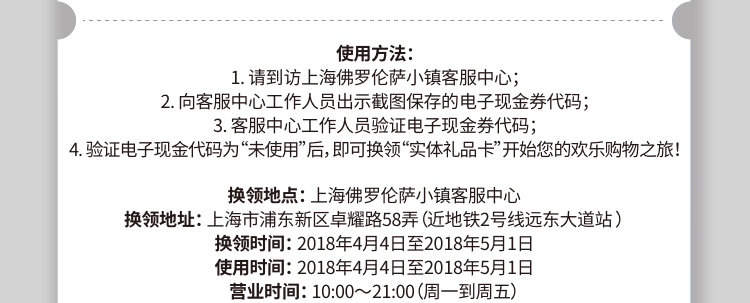 使用方法：
1. 请到访上海佛罗伦萨小镇客服中心；
2. 向客服中心工作人员出示截图保存的电子现金券代码；
3. 客服中心工作人员验证电子现金券代码；
4. 验证电子现金代码为“未使用”后，即可换领“实体礼品卡”开始您的欢乐购物之旅！
换领地点：上海佛罗伦萨小镇客服中心
换领地址：上海市浦东新区卓耀路58弄（近地铁2号线远东大道站）
换领时间：2018年4月4日至2018年5月1日
使用时间：2018年4月4日至2018年5月1日
营业时间：10:00～21:00（周一到周五）